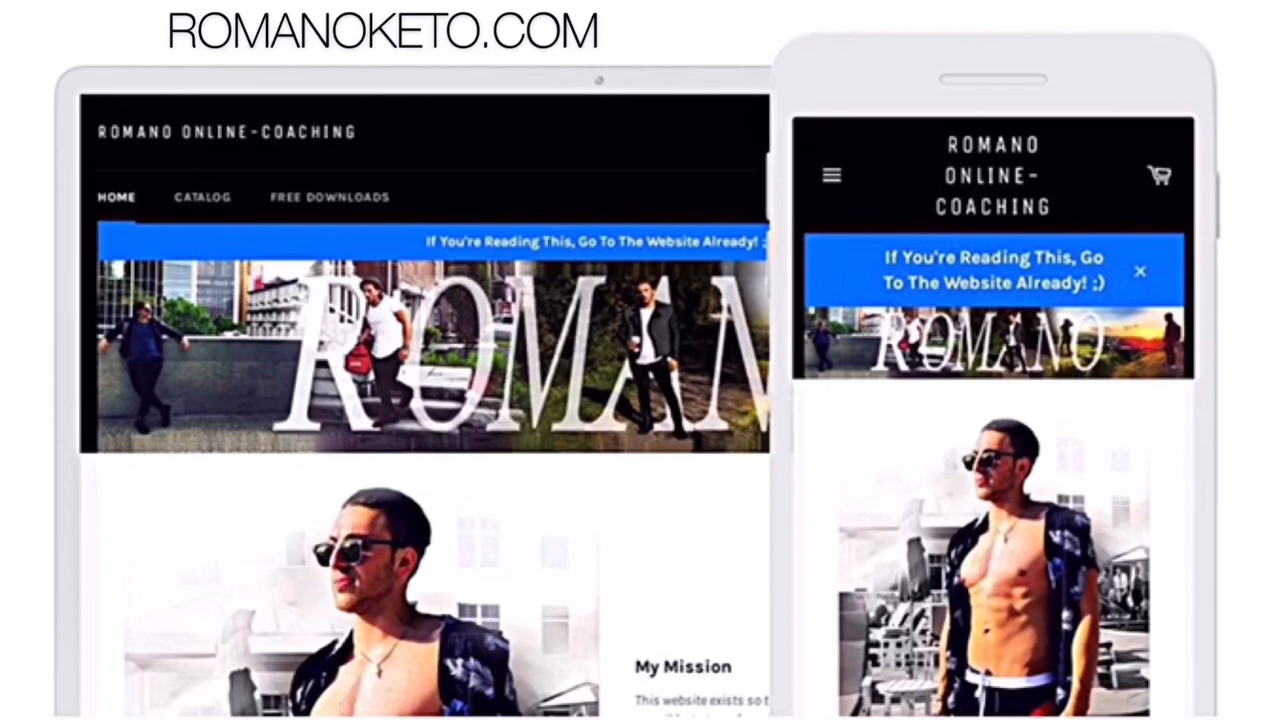 ROMANOKETO.COM
ROMANO ONLINE-COACHING
HOME CATALOG FREE DOWNLOADS
If You're Reading This, Go To The Website Already! ;
ROMAN
My Mission
This website exists so t
ROMANO
ONLINE-
COACHING
If You're Reading This, Go
To The Website Already! ;)
ROMANO